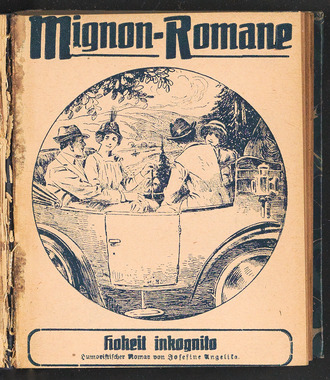 Mignon-Romane
Hoheit inkognito
Humoristischer Roman von Josefine Angelika.